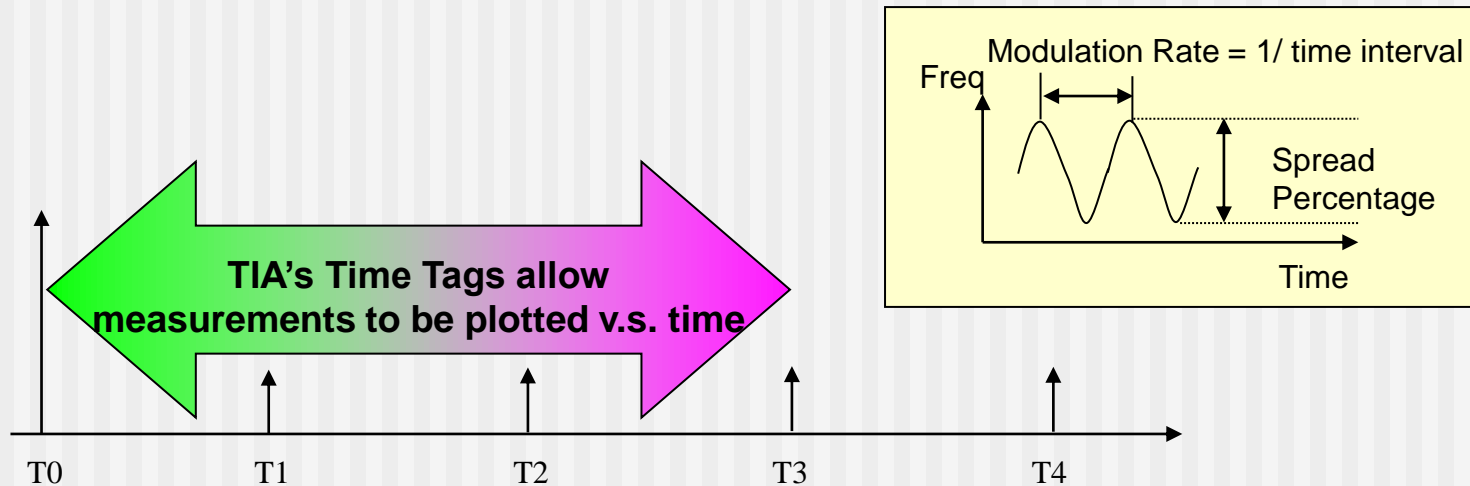 Modulation Rate = 1/ time interval
Freq
Spread
Percentage
Time
TIA’s Time Tags allow
measurements to be plotted v.s. time
T0 T1 T2 T3 T4